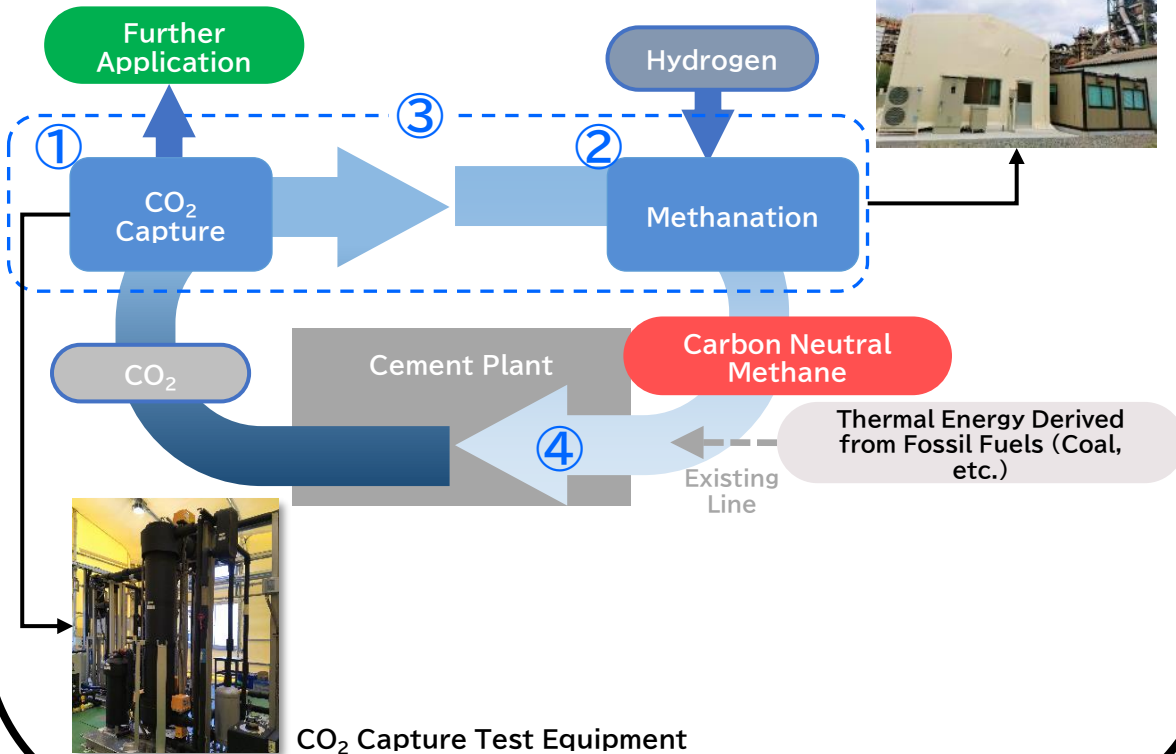 Further
Application
Hydrogen
③
①
②
CO₂
Capture
Methanation
Cement Plant
Carbon Neutral
Methane
CO₂
Thermal Energy Derived
from Fossil Fuels (Coal,
etc.)
④
Existing
Line
CO₂ Capture Test Equipment